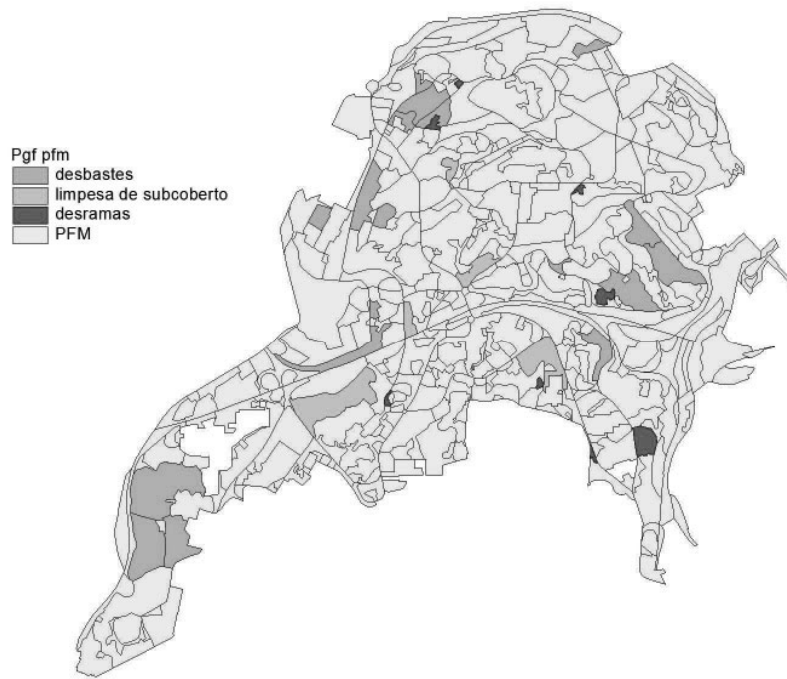 Pgf pfm
desbastes
limpesa de subcoberto
desramas
PFM